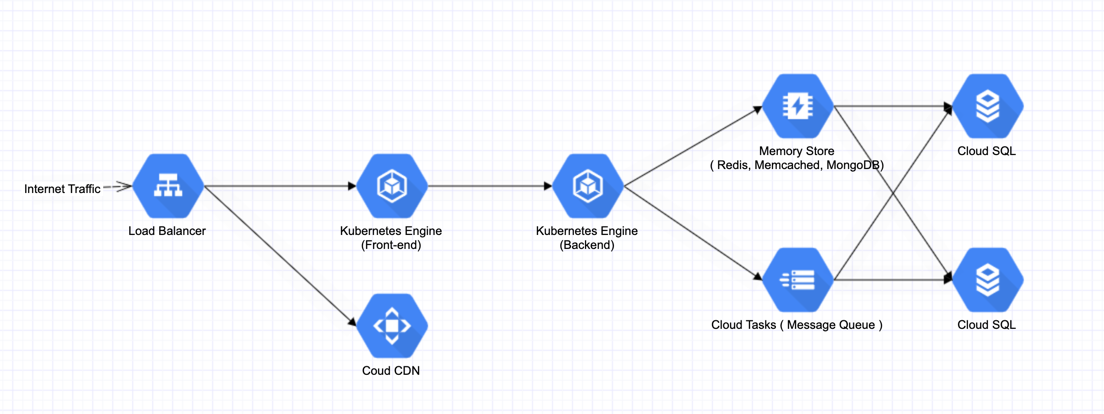 Internet Traffic
Load Balancer
Kubernetes Engine
(Front-end)
Coud CDN
Kubernetes Engine
(Backend)
Memory Store
( Redis, Memcached, MongoDB)
Cloud Tasks ( Message Queue )
Cloud SQL
Cloud SQL